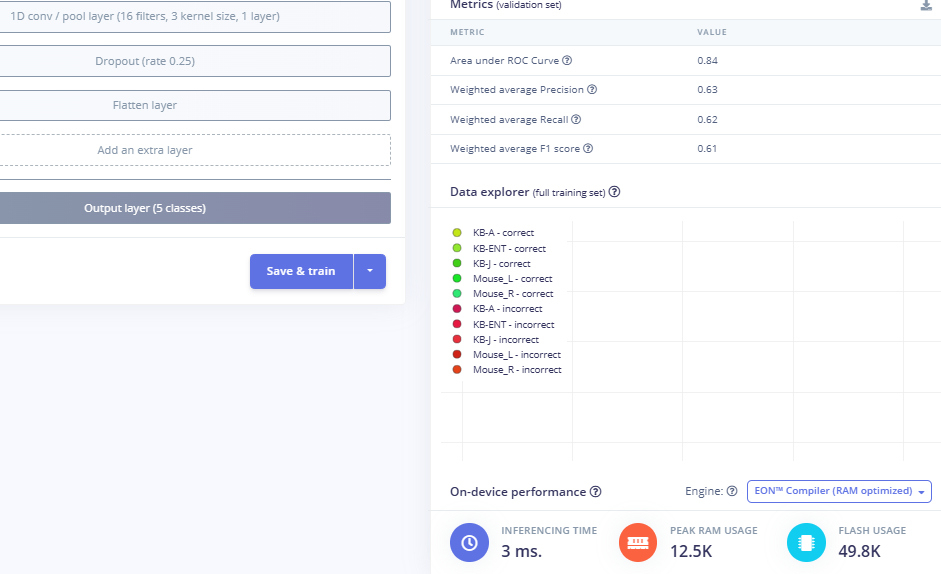 1D conv / pool layer (16 filters, 3 kernel size, 1 layer)
Dropout (rate 0.25)
Flatten layer
Add an extra layer
Output layer (5 classes)
Save & train
Metrics (validation set)
METRIC VALUE
Area under ROC Curve ? 0.84
Weighted average Precision ? 0.63
Weighted average Recall ? 0.62
Weighted average F1 score ? 0.61
Data explorer (full training set) ?
KB-A - correct
KB-ENT - correct
KB-J - correct
Mouse_L - correct
Mouse_R - correct
KB-A - incorrect
KB-ENT - incorrect
KB-J - incorrect
Mouse_L - incorrect
Mouse_R - incorrect
On-device performance ? Engine: ? EON™ Compiler (RAM optimized)
INFERENCING TIME PEAK RAM USAGE FLASH USAGE
3 ms. 12.5K 49.8K